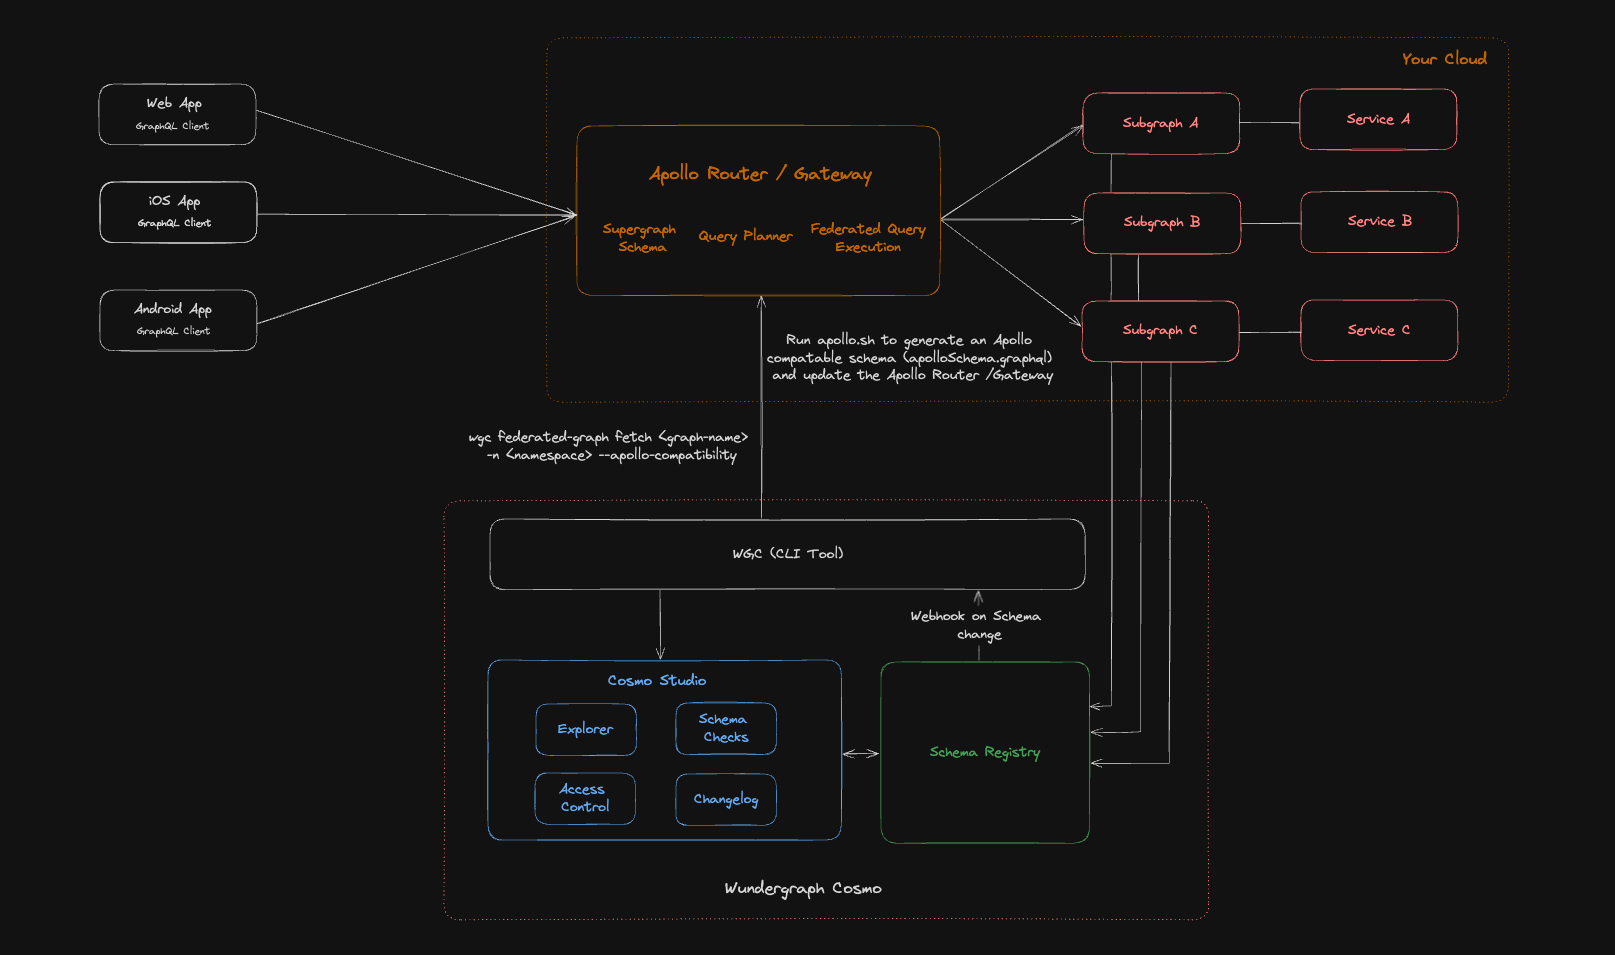 Your Cloud
Web App
GraphQL Client
iOS App
GraphQL Client
Android App
GraphQL Client
Apollo Router / Gateway
Supergraph
Schema
Query Planner
Federated Query
Execution
Subgraph A
Service A
Subgraph B
Service B
Subgraph C
Service C
Run apollo.sh to generate an Apollo
compatable schema (apolloSchema.graphql)
and update the Apollo Router /Gateway
wgc federated-graph fetch <graph-name>
-n <namespace> --apollo-compatibility
WGC (CLI Tool)
Webhook on Schema
change
Cosmo Studio
Explorer
Schema
Checks
Access
Control
Changelog
Schema Registry
Wundergraph Cosmo